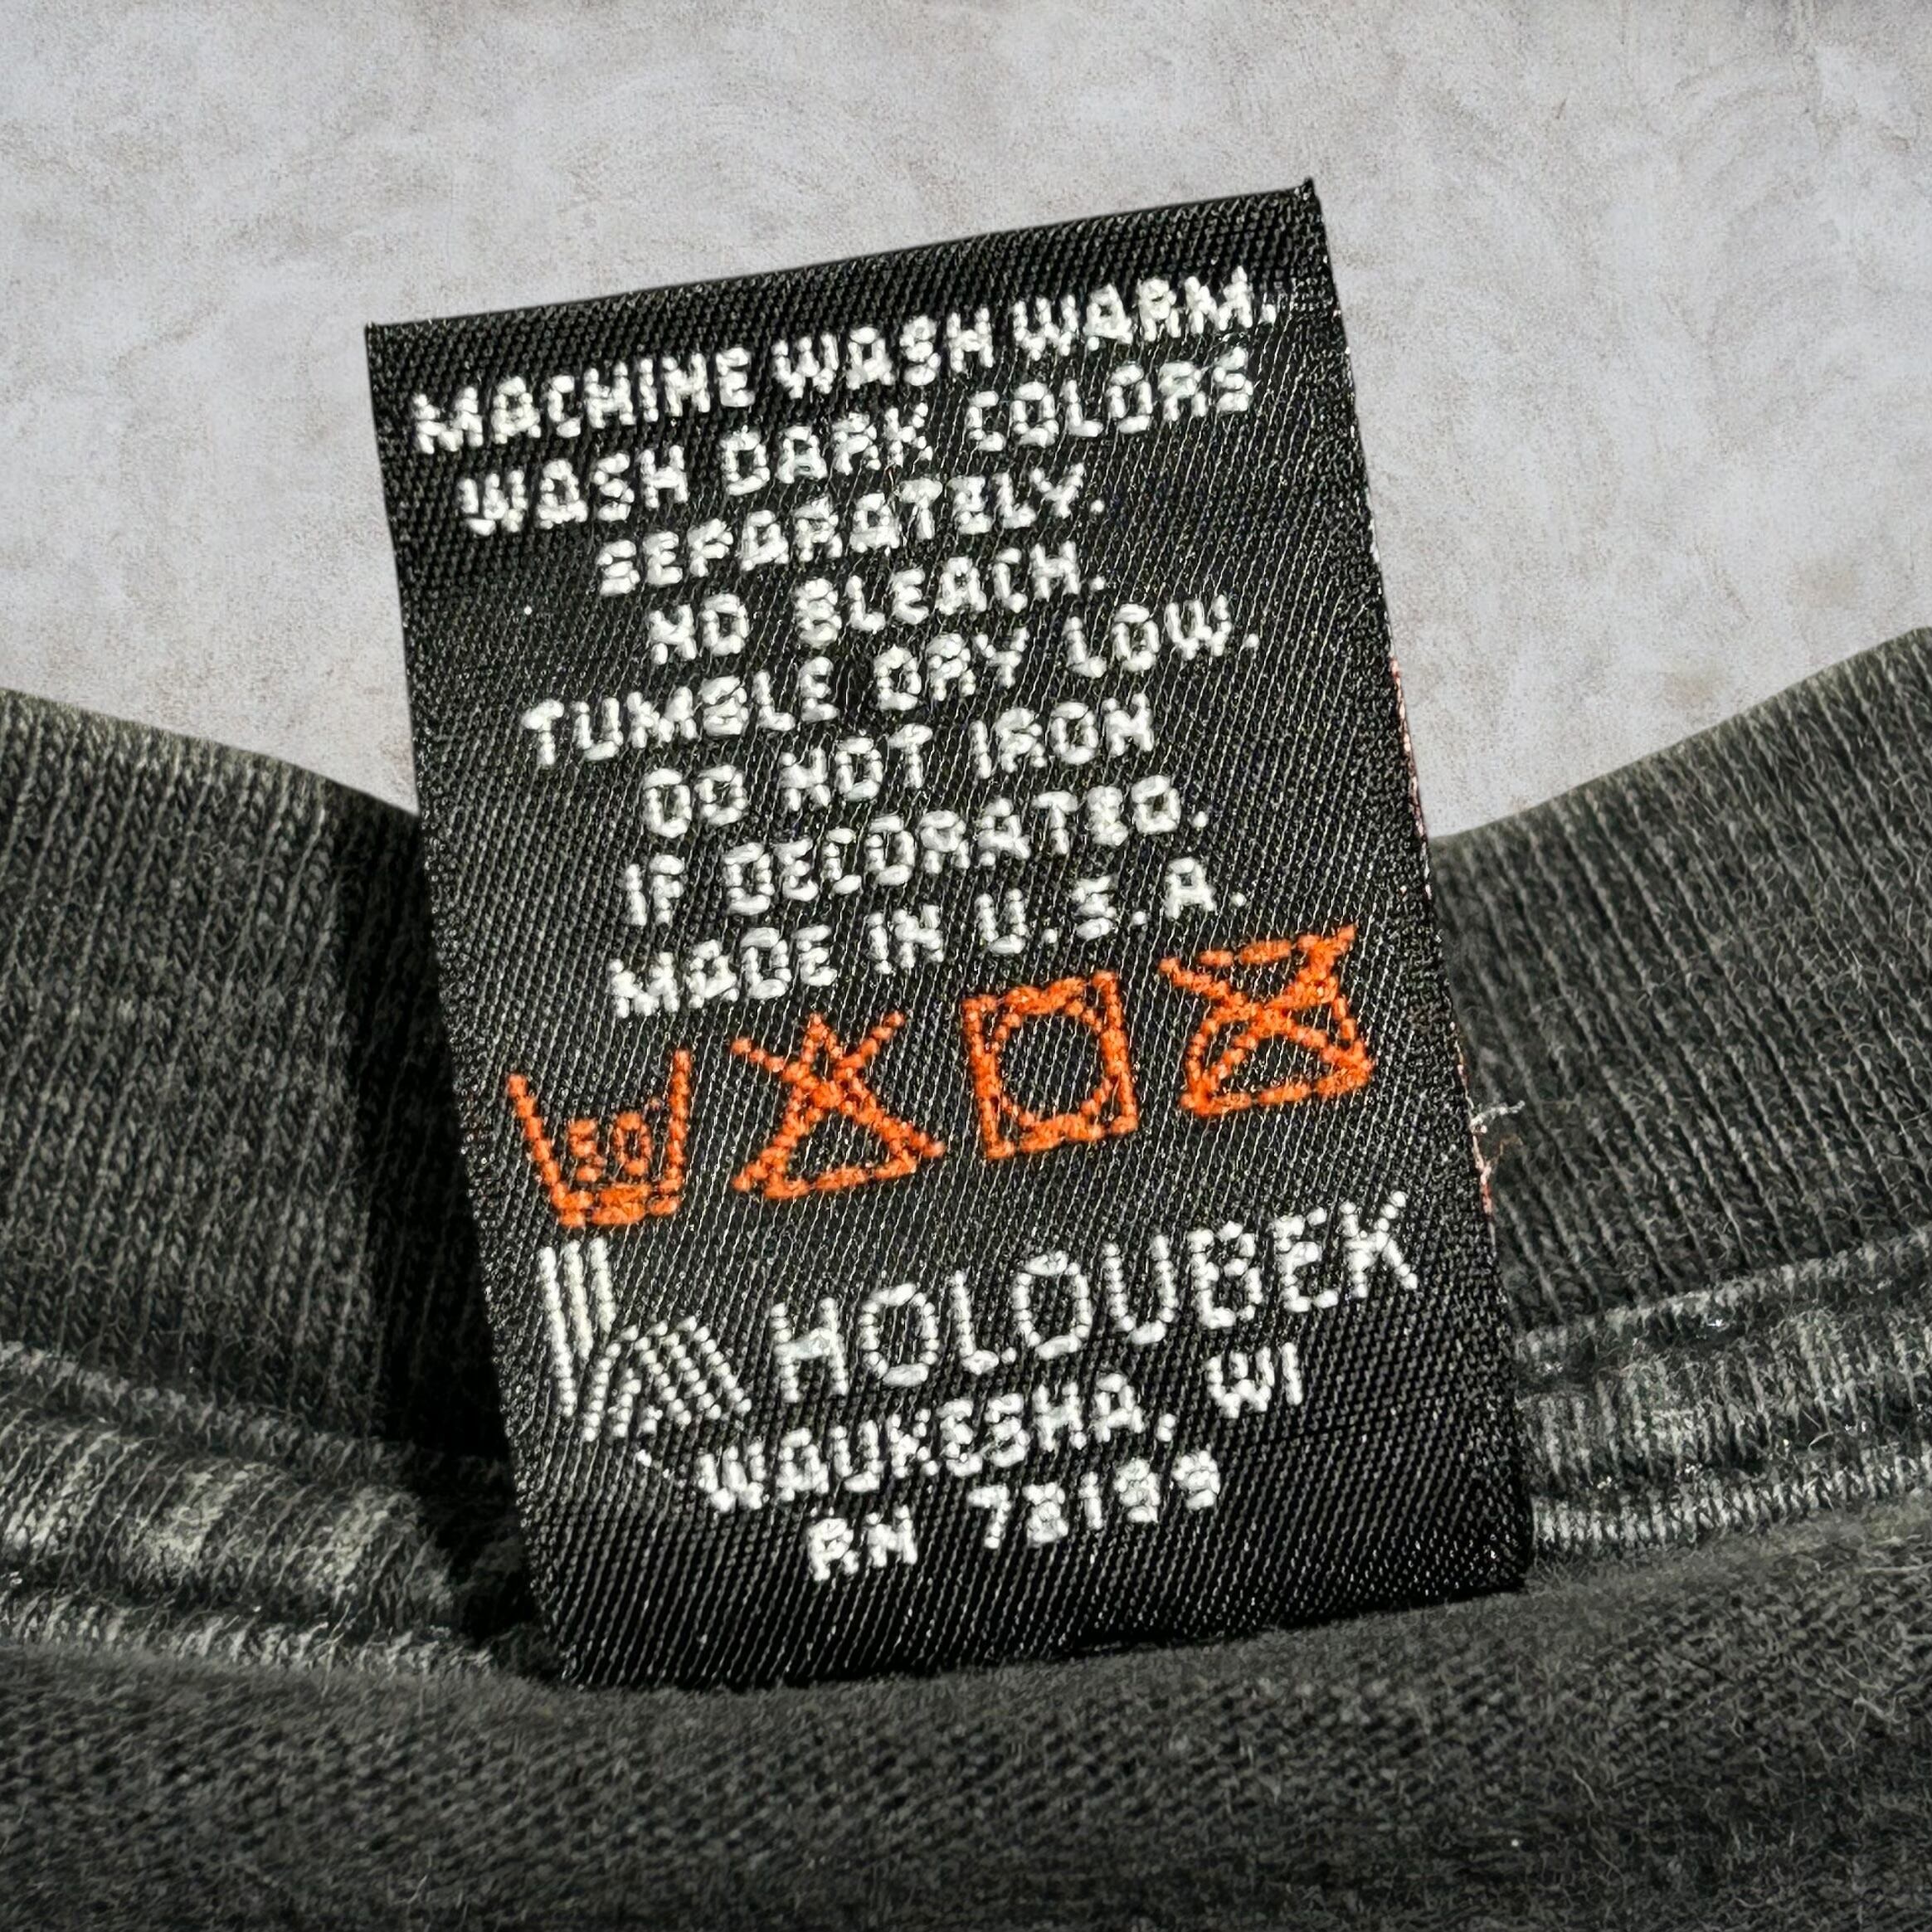 MACHINE WASH WARM.
WASH DARK COLORS
SEPARATELY.
NO BLEACH.
TUMBLE DRY LOW.
DO NOT IRON
IF DECORATED.
MADE IN U.S.A.
50
HOLOUBEK
WAUKESHA, WI
RN